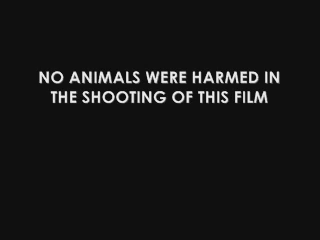 NO ANIMALS WERE HARMED IN
THE SHOOTING OF THIS FILM